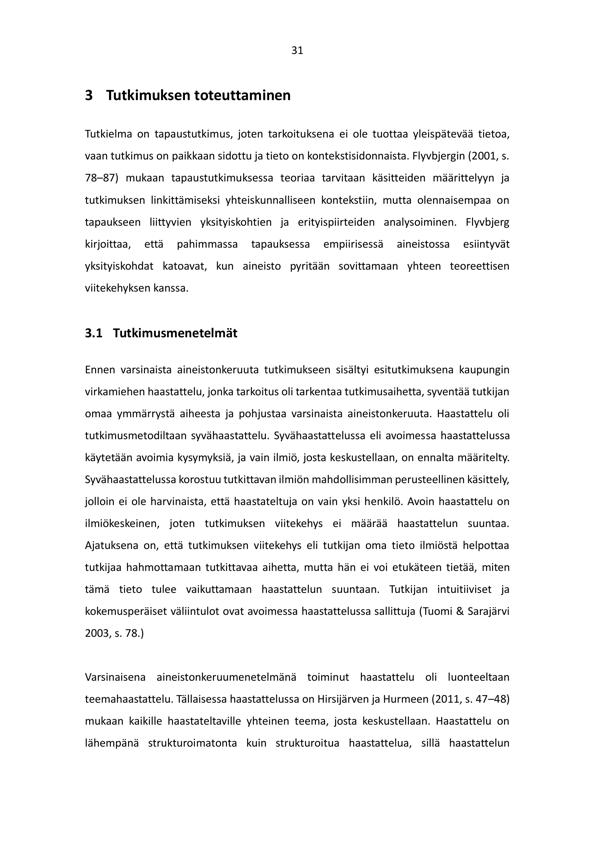 31
3 Tutkimuksen toteuttaminen
Tutkielma on tapaustutkimus, joten tarkoituksena ei ole tuottaa yleispätevää tietoa,
vaan tutkimus on paikkaan sidottu ja tieto on kontekstisidonnaista. Flyvbjergin (2001, s.
78–87) mukaan tapaustutkimuksessa teoriaa tarvitaan käsitteiden määrittelyyn ja
tutkimuksen linkittämiseksi yhteiskunnalliseen kontekstiin, mutta olennaisempaa on
tapaukseen liittyvien yksityiskohtien ja erityispiirteiden analysoiminen. Flyvbjerg
kirjoittaa, että pahimmassa tapauksessa empiirisessä aineistossa esiintyvät
yksityiskohdat katoavat, kun aineisto pyritään sovittamaan yhteen teoreettisen
viitekehyksen kanssa.
3.1 Tutkimusmenetelmät
Ennen varsinaista aineistonkeruuta tutkimukseen sisältyi esitutkimuksena kaupungin
virkamiehen haastattelu, jonka tarkoitus oli tarkentaa tutkimusaihetta, syventää tutkijan
omaa ymmärrystä aiheesta ja pohjustaa varsinaista aineistonkeruuta. Haastattelu oli
tutkimusmetodiltaan syvähaastattelu. Syvähaastattelussa eli avoimessa haastattelussa
käytetään avoimia kysymyksiä, ja vain ilmiö, josta keskustellaan, on ennalta määritelty.
Syvähaastattelussa korostuu tutkittavan ilmiön mahdollisimman perusteellinen käsittely,
jolloin ei ole harvinaista, että haastateltuja on vain yksi henkilö. Avoin haastattelu on
ilmiökeskeinen, joten tutkimuksen viitekehys ei määrää haastattelun suuntaa.
Ajatuksena on, että tutkimuksen viitekehys eli tutkijan oma tieto ilmiöstä helpottaa
tutkijaa hahmottamaan tutkittavaa aihetta, mutta hän ei voi etukäteen tietää, miten
tämä tieto tulee vaikuttamaan haastattelun suuntaan. Tutkijan intuitiiviset ja
kokemusperäiset väliintulot ovat avoimessa haastattelussa sallittuja (Tuomi & Sarajärvi
2003, s. 78.)
Varsinaisena aineistonkeruumenetelmänä toiminut haastattelu oli luonteeltaan
teemahaastattelu. Tällaisessa haastattelussa on Hirsijärven ja Hurmeen (2011, s. 47–48)
mukaan kaikille haastateltaville yhteinen teema, josta keskustellaan. Haastattelu on
lähempänä strukturoimatonta kuin strukturoitua haastattelua, sillä haastattelun